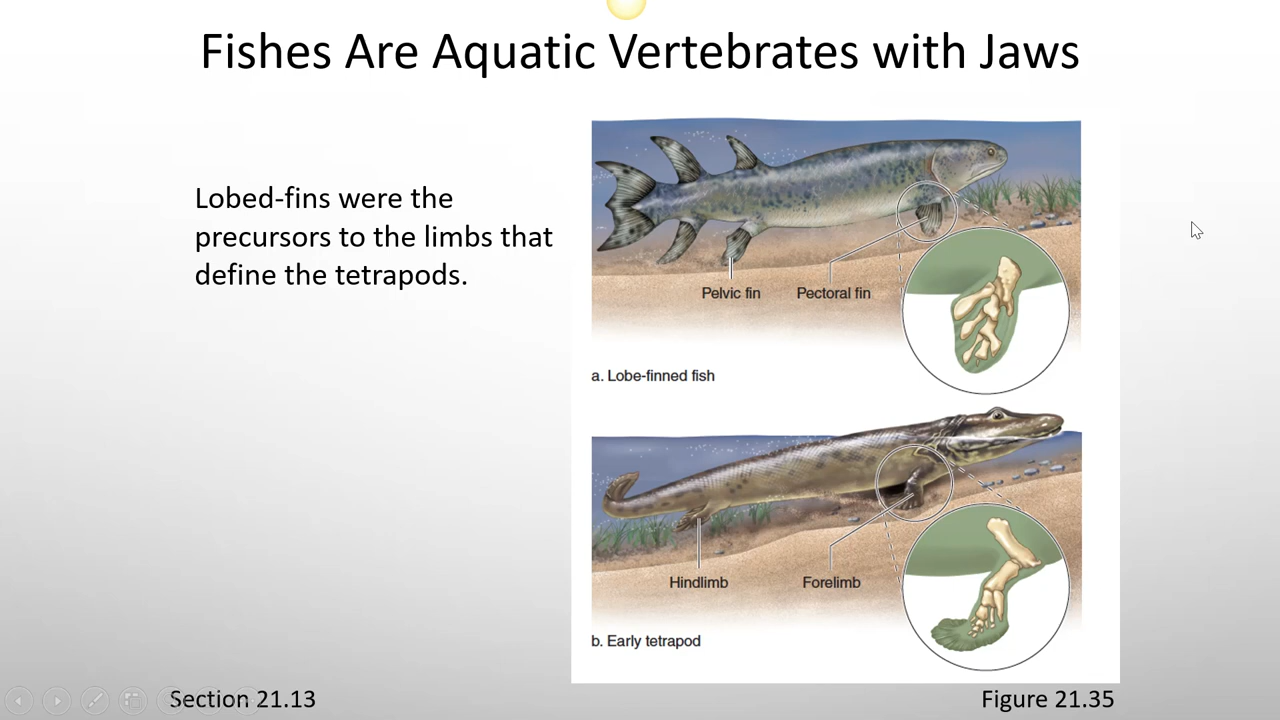 Fishes Are Aquatic Vertebrates with Jaws
Lobed-fins were the
precursors to the limbs that
define the tetrapods.
Pelvic fin
Pectoral fin
a. Lobe-finned fish
Hindlimb
Forelimb
b. Early tetrapod
Section 21.13
Figure 21.35